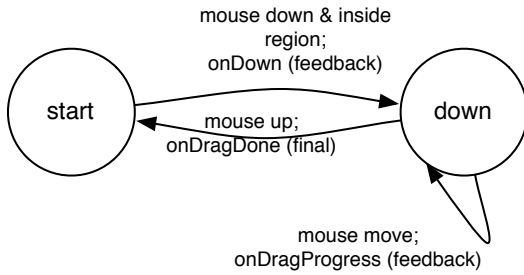 mouse down & inside
region;
onDown (feedback)
start
down
mouse up;
onDragDone (final)
mouse move;
onDragProgress (feedback)